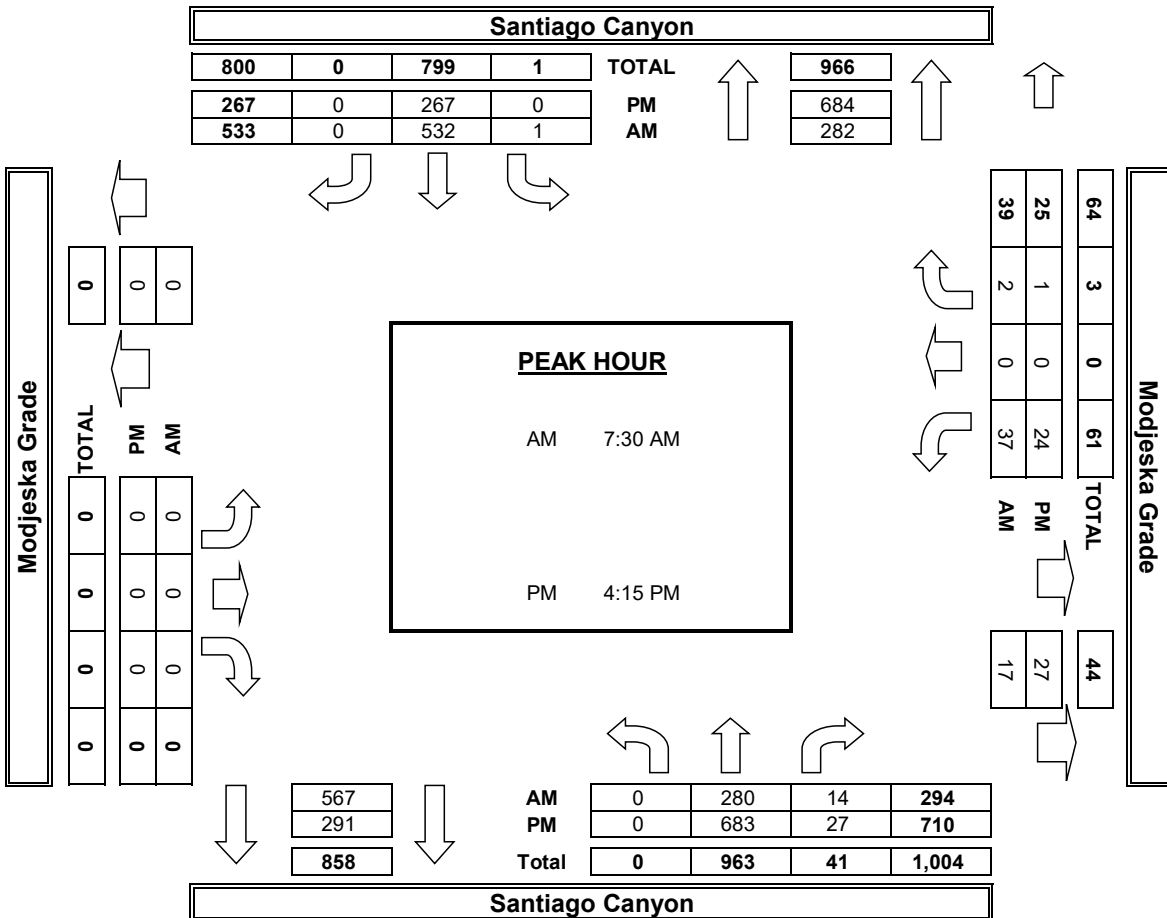 Santiago Canyon
800 0 799 1 TOTAL 966
267 0 267 0 PM 684
533 0 532 1 AM 282
Modjeska Grade
0 0 0
TOTAL PM AM
0 0 0
0 0 0
0 0 0
0 0 0
PEAK HOUR
AM 7:30 AM
PM 4:15 PM
39 25 64
2 1 3
0 0 0
37 24 61
AM PM TOTAL
17 27 44
Modjeska Grade
567 AM 0 280 14 294
291 PM 0 683 27 710
858 Total 0 963 41 1,004
Santiago Canyon